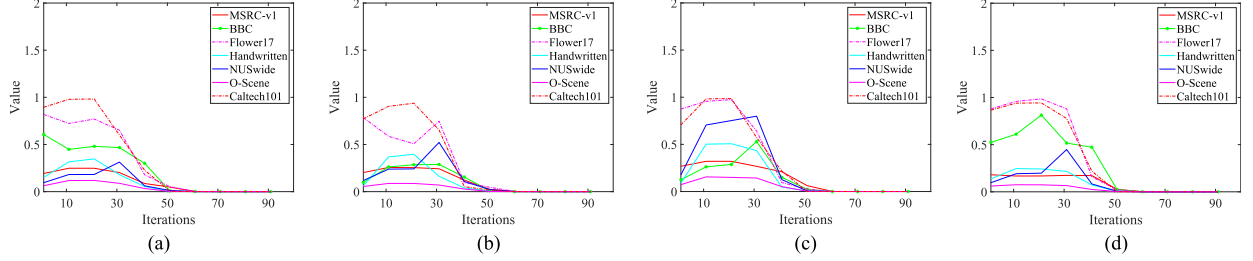 2
1.5
1
0.5
0
Value
10 30 50 70 90
Iterations
MSRC-v1
BBC
Flower17
Handwritten
NUSwide
O-Scene
Caltech101
(a)
2
1.5
1
0.5
0
Value
10 30 50 70 90
Iterations
MSRC-v1
BBC
Flower17
Handwritten
NUSwide
O-Scene
Caltech101
(b)
2
1.5
1
0.5
0
Value
10 30 50 70 90
Iterations
MSRC-v1
BBC
Flower17
Handwritten
NUSwide
O-Scene
Caltech101
(c)
2
1.5
1
0.5
0
Value
10 30 50 70 90
Iterations
MSRC-v1
BBC
Flower17
Handwritten
NUSwide
O-Scene
Caltech101
(d)